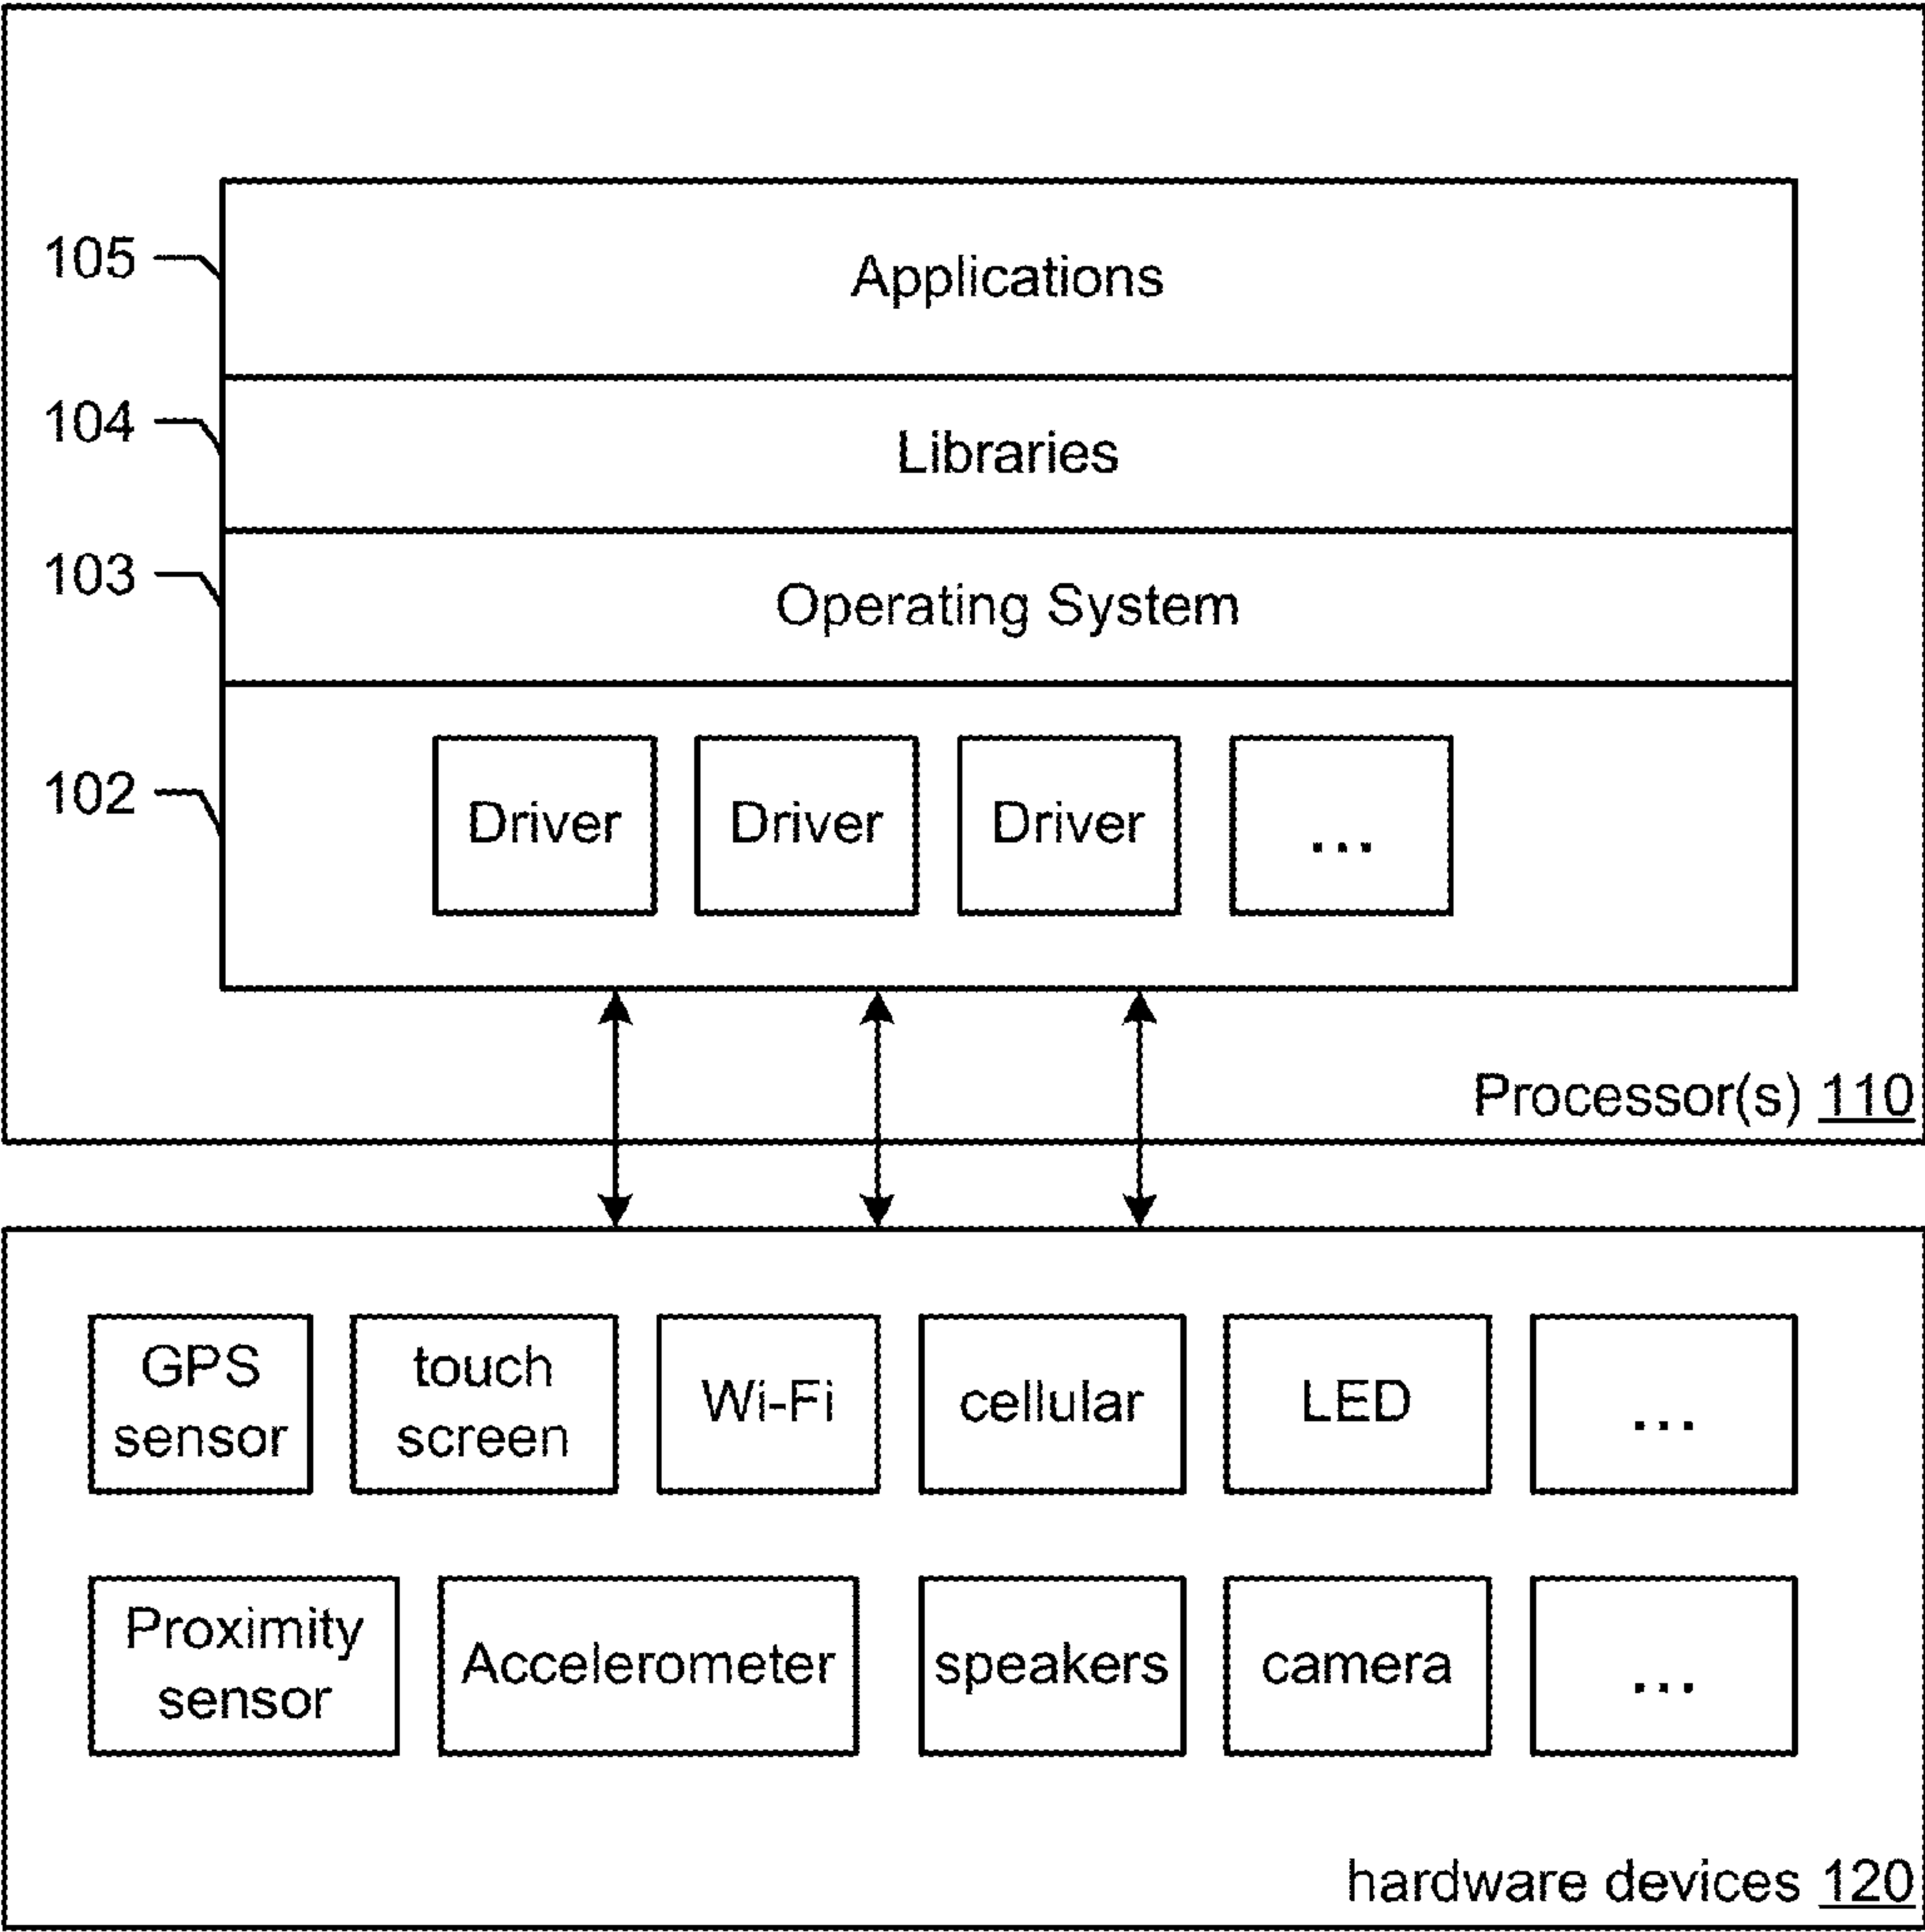 105
Applications
104
Libraries
103
Operating System
102
Driver Driver Driver ...
Processor(s) 110
GPS sensor
touch screen
Wi-Fi
cellular
LED
...
Proximity sensor
Accelerometer
speakers
camera
...
hardware devices 120